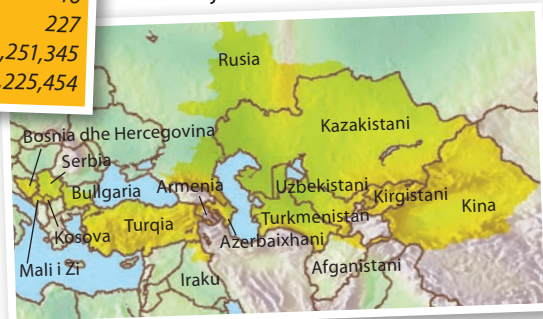 227
,251,345
,225,454
Rusia
Kazakistani
Bosnia dhe Hercegovina
Serbia
Bullgaria
Armenia
Uzbekistani
Kirgistani
Kina
Kosova
Turqia
Turkmenistan
Azerbaixhani
Mali i Zi
Iraku
Afganistani